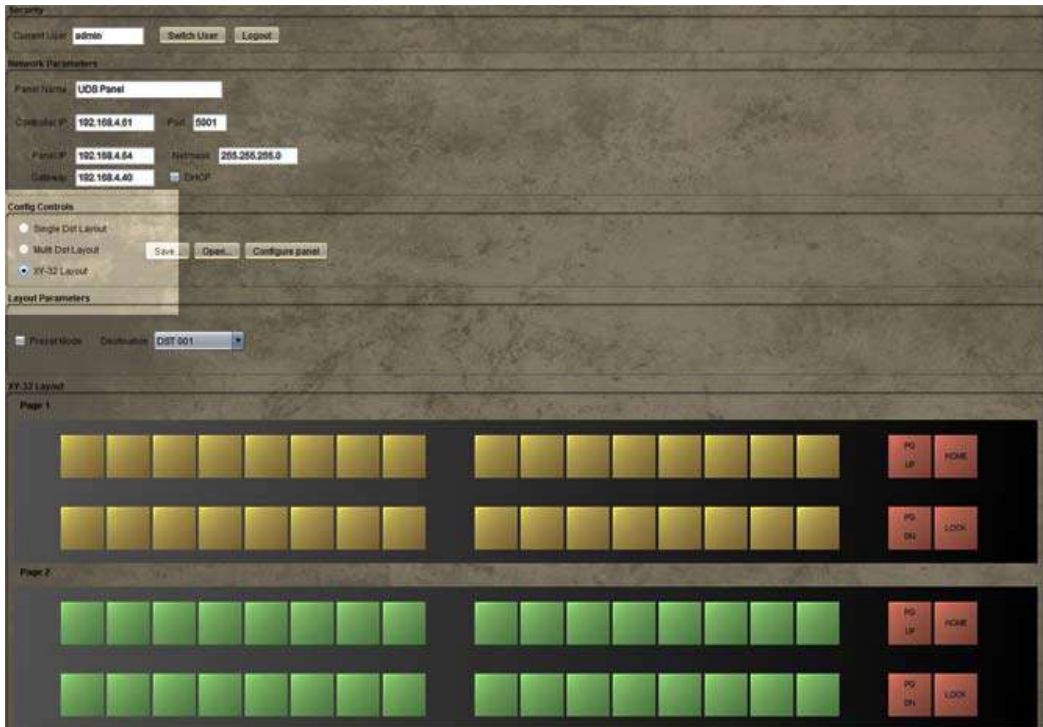 Security
Current User admin Switch User Logout
Network Parameters
Panel Name UDS Panel
Controller IP 192.168.4.61 Port 5001
Panel IP 192.168.4.64 Netmask 255.255.255.0
Gateway 192.168.4.40 DHCP
Config Controls
Single Dst Layout
Multi Dst Layout Save... Open... Configure panel
XY-32 Layout
Layout Parameters
Preset Mode Destination DST 001
XY-32 Layout
Page 1
PG UP HOME
PG DN LOCK
Page 2
PG UP HOME
PG DN LOCK